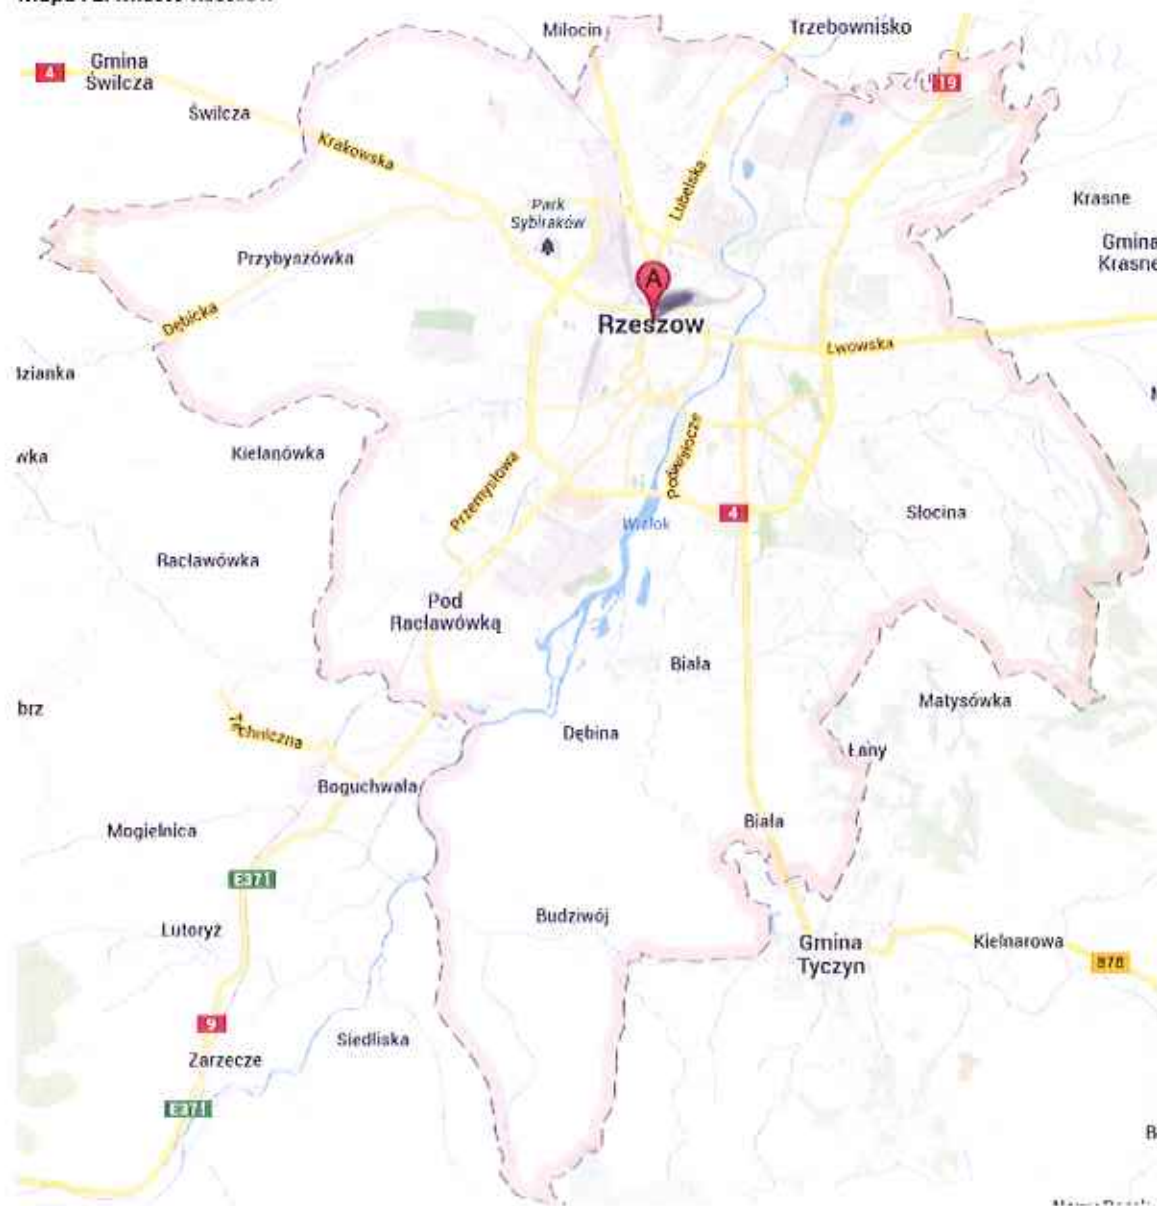 Miłocin
Trzebownisko
4
Gmina
Świlcza
19
Świlcza
Krakowska
Lubelska
Park
Sybiraków
Krasne
Gmina
Krasne
Przybyszówka
A
Dębicka
Rzeszow
Lwowska
Kielanówka
Przemysłowa
Podwisłocze
4
Słocina
Wisłok
Racławówka
Pod
Racławówką
Biała
Matysówka
Techniczna
Dębina
Łany
Boguchwała
Mogielnica
Biała
E371
Lutoryż
Budziwój
Gmina
Tyczyn
Kielnarowa
878
9
Zarzecze
Siedliska
E371